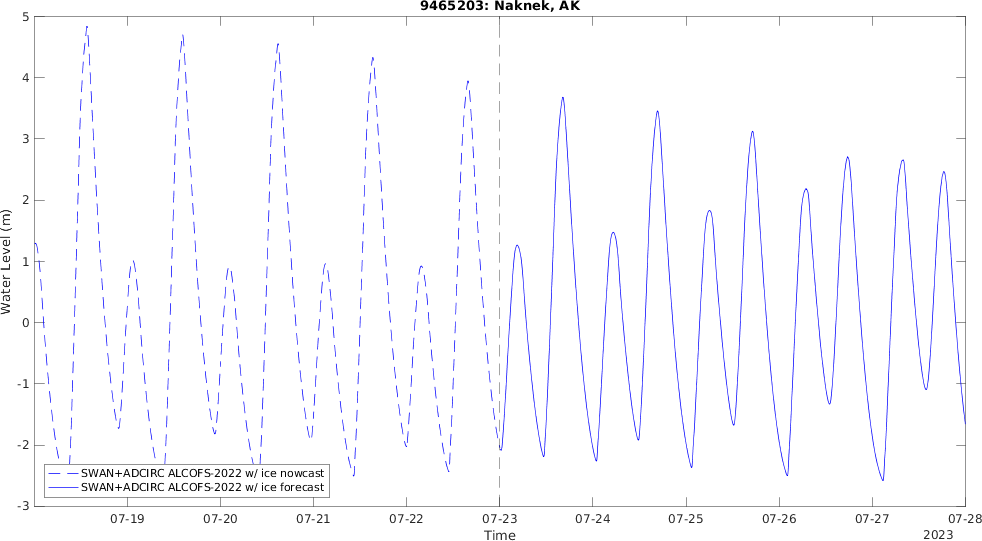 9465203: Naknek, AK
5
4
3
2
1
0
-1
-2
-3
Water Level (m)
SWAN+ADCIRC ALCOFS-2022 w/ ice nowcast
SWAN+ADCIRC ALCOFS-2022 w/ ice forecast
07-19 07-20 07-21 07-22 07-23 07-24 07-25 07-26 07-27 07-28
Time
2023